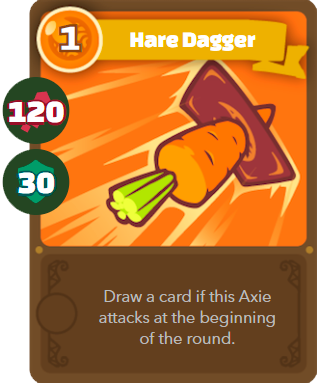 1
Hare Dagger
120
30
Draw a card if this Axie
attacks at the beginning
of the round.